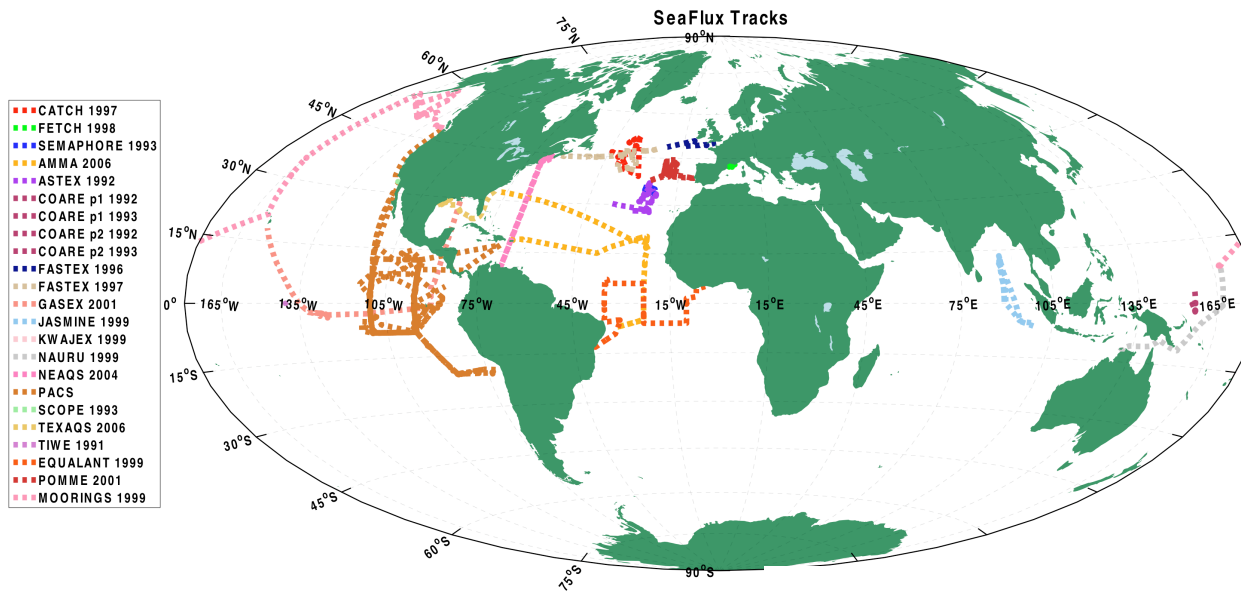 SeaFlux Tracks
90°N
75°N
60°N
45°N
30°N
15°N
0°
165°W
135°W
105°W
75°W
45°W
15°W
15°E
45°E
75°E
105°E
135°E
165°E
15°S
30°S
45°S
60°S
75°S
90°S
CATCH 1997
FETCH 1998
SEMAPHORE 1993
AMMA 2006
ASTEX 1992
COARE p1 1992
COARE p1 1993
COARE p2 1992
COARE p2 1993
FASTEX 1996
FASTEX 1997
GASEX 2001
JASMINE 1999
KWAJEX 1999
NAURU 1999
NEAQS 2004
PACS
SCOPE 1993
TEXAQS 2006
TIWE 1991
EQUALANT 1999
POMME 2001
MOORINGS 1999